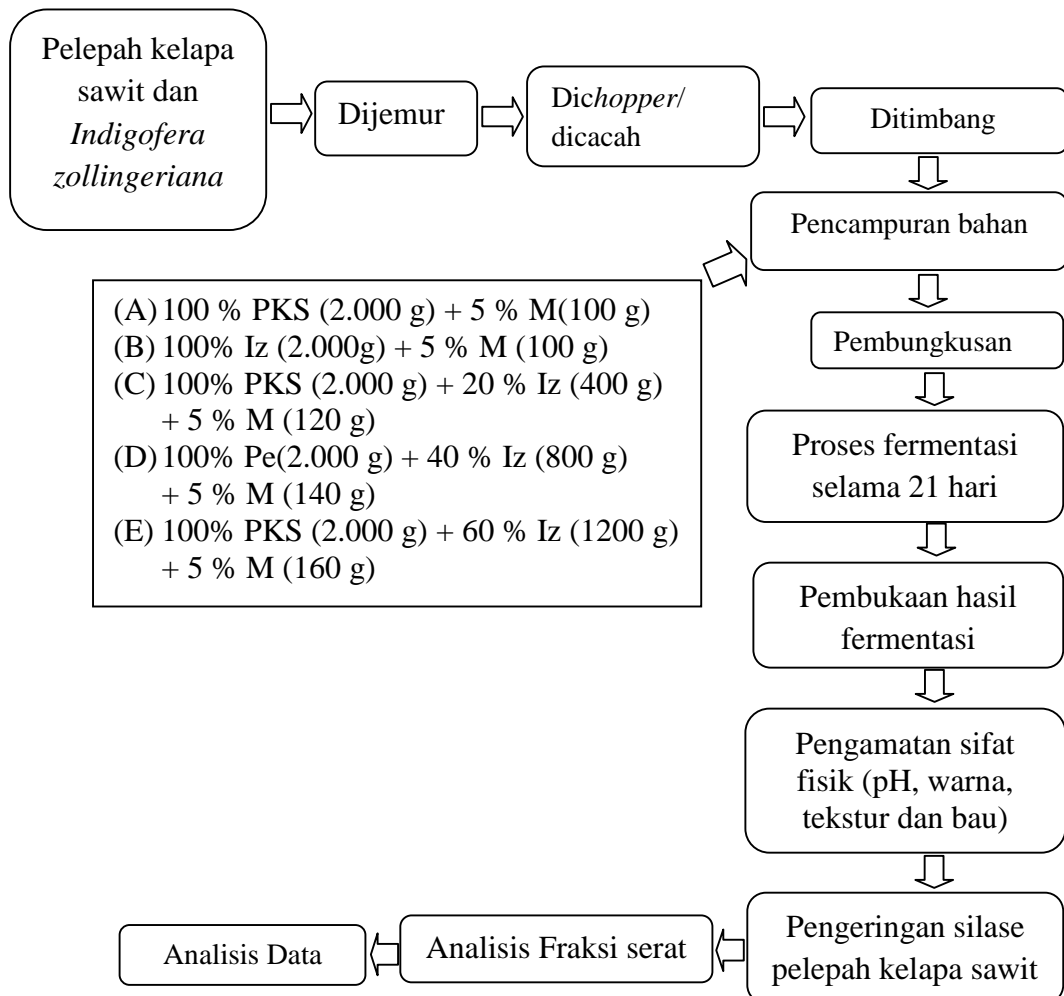 Pelepah kelapa
sawit dan
Indigofera
zollingeriana
Dijemur
Dichopper/
dicacah
Ditimbang
Pencampuran bahan
(A) 100 % PKS (2.000 g) + 5 % M(100 g)
(B) 100% Iz (2.000g) + 5 % M (100 g)
(C) 100% PKS (2.000 g) + 20 % Iz (400 g)
+ 5 % M (120 g)
(D) 100% Pe(2.000 g) + 40 % Iz (800 g)
+ 5 % M (140 g)
(E) 100% PKS (2.000 g) + 60 % Iz (1200 g)
+ 5 % M (160 g)
Pembungkusan
Proses fermentasi
selama 21 hari
Pembukaan hasil
fermentasi
Pengamatan sifat
fisik (pH, warna,
tekstur dan bau)
Pengeringan silase
pelepah kelapa sawit
Analisis Fraksi serat
Analisis Data